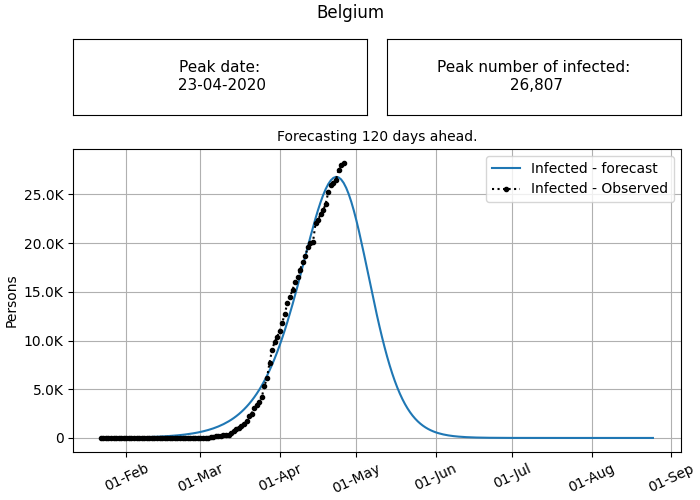 Belgium
Peak date:
23-04-2020
Peak number of infected:
26,807
Forecasting 120 days ahead.
Infected - forecast
Infected - Observed
Persons
25.0K
20.0K
15.0K
10.0K
5.0K
0
01-Feb
01-Mar
01-Apr
01-May
01-Jun
01-Jul
01-Aug
01-Sep